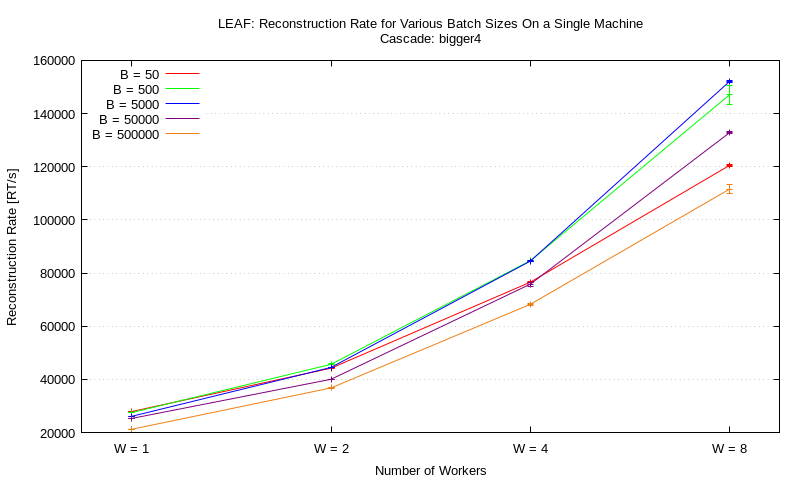 LEAF: Reconstruction Rate for Various Batch Sizes On a Single Machine
Cascade: bigger4
160000
140000
120000
100000
80000
60000
40000
20000
Reconstruction Rate [RT/s]
B = 50
B = 500
B = 5000
B = 50000
B = 500000
W = 1
W = 2
W = 4
W = 8
Number of Workers